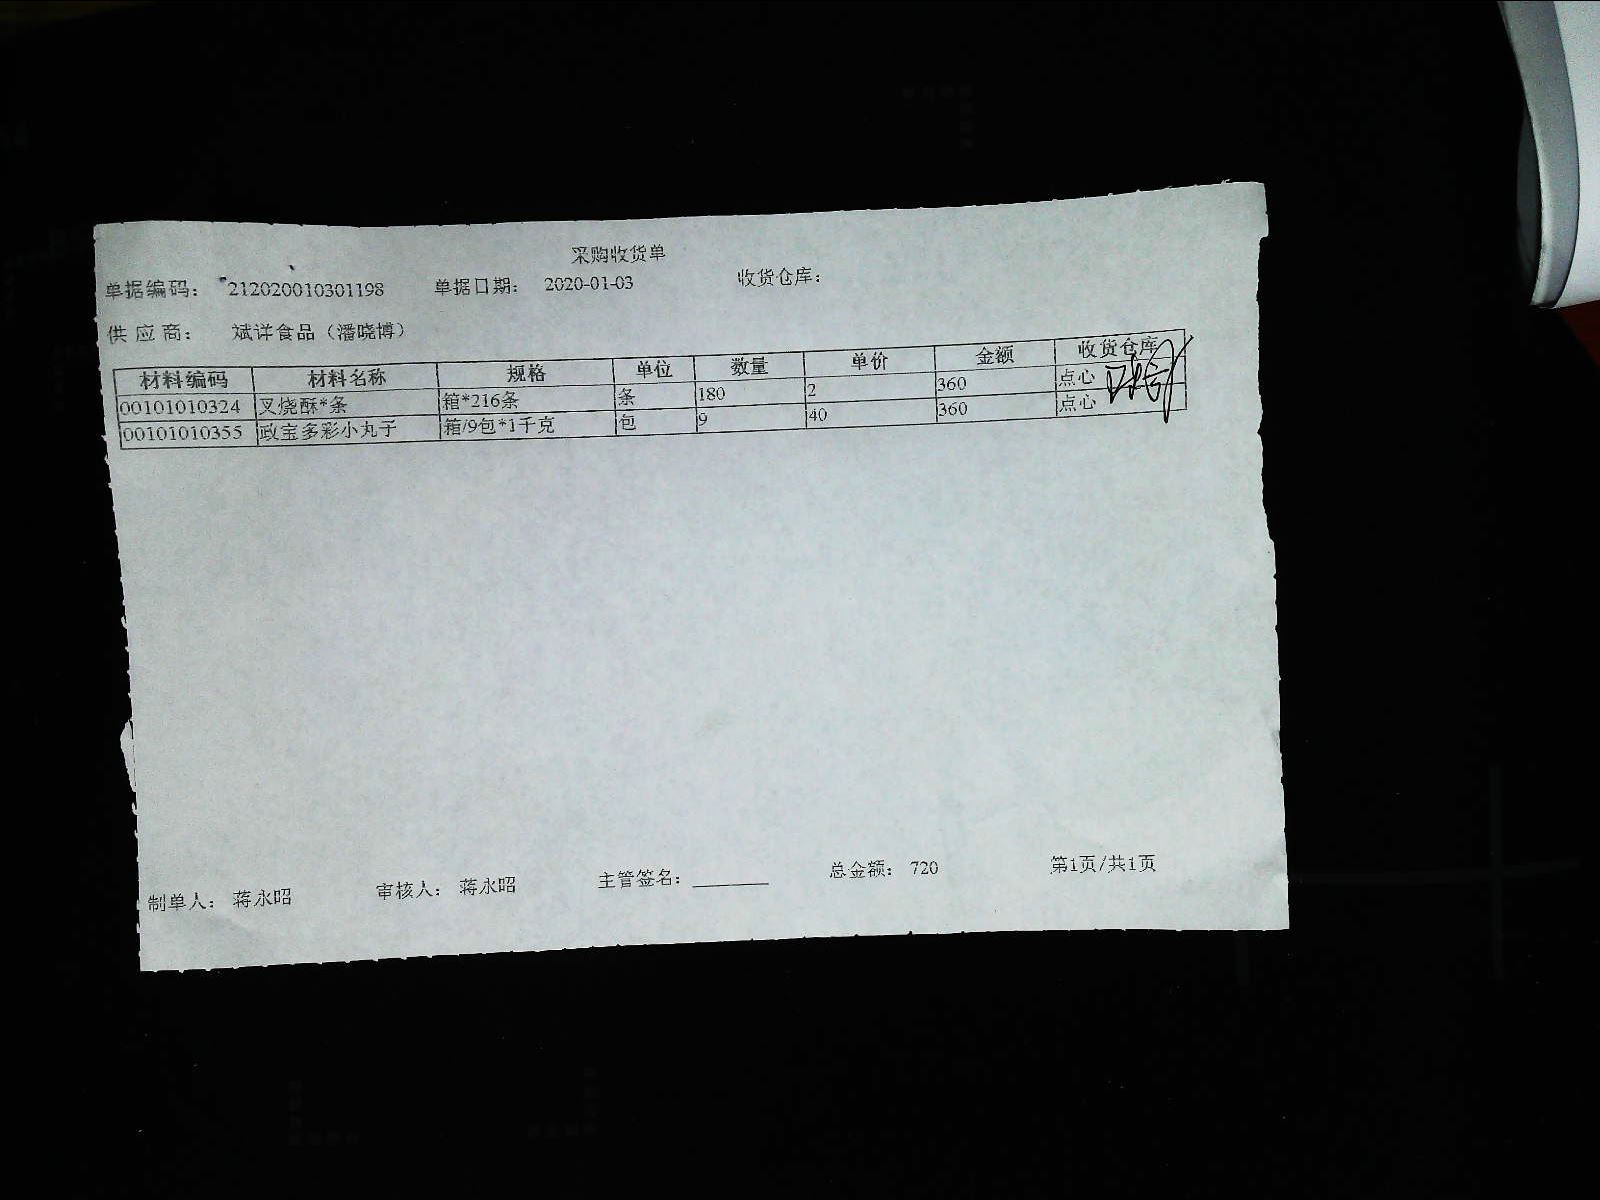 采购收货单
单据编码： 212020010301198 单据日期： 2020-01-03 收货仓库：
供应商： 斌详食品（潘晓博）
材料编码 材料名称 规格 单位 数量 单价 金额 收货仓库
00101010324 叉烧酥*条 箱*216条 条 180 2 360 点心
00101010355 政宝多彩小丸子 箱/9包*1千克 包 9 40 360 点心
制单人： 蒋永昭 审核人： 蒋永昭 主管签名： 总金额： 720 第1页/共1页